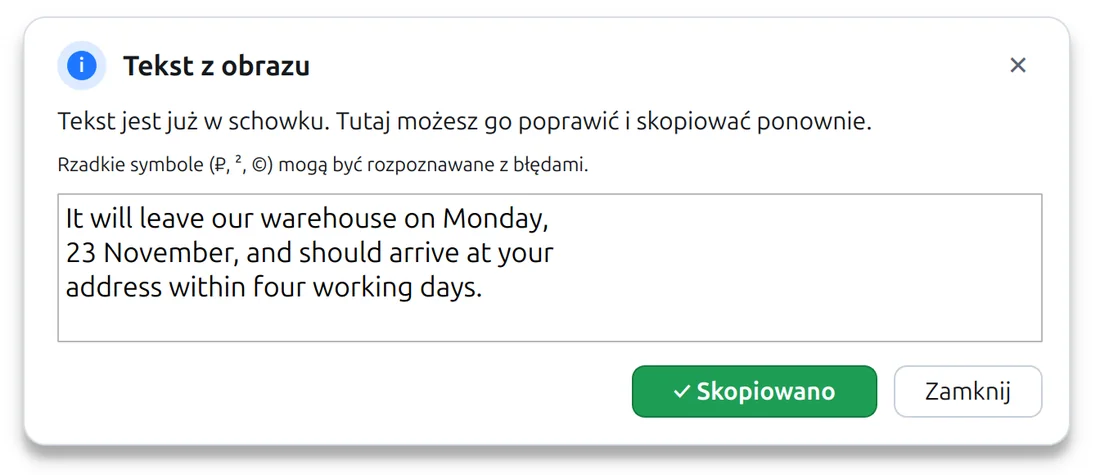 Tekst z obrazu
Tekst jest już w schowku. Tutaj możesz go poprawić i skopiować ponownie.
Rzadkie symbole (₽, ², ©) mogą być rozpoznawane z błędami.
It will leave our warehouse on Monday,
23 November, and should arrive at your
address within four working days.
✓ Skopiowano
Zamknij